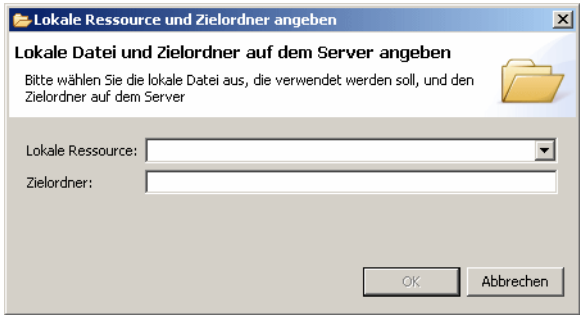 Lokale Ressource und Zielordner angeben
Lokale Datei und Zielordner auf dem Server angeben
Bitte wählen Sie die lokale Datei aus, die verwendet werden soll, und den
Zielordner auf dem Server
Lokale Ressource:
Zielordner:
OK Abbrechen